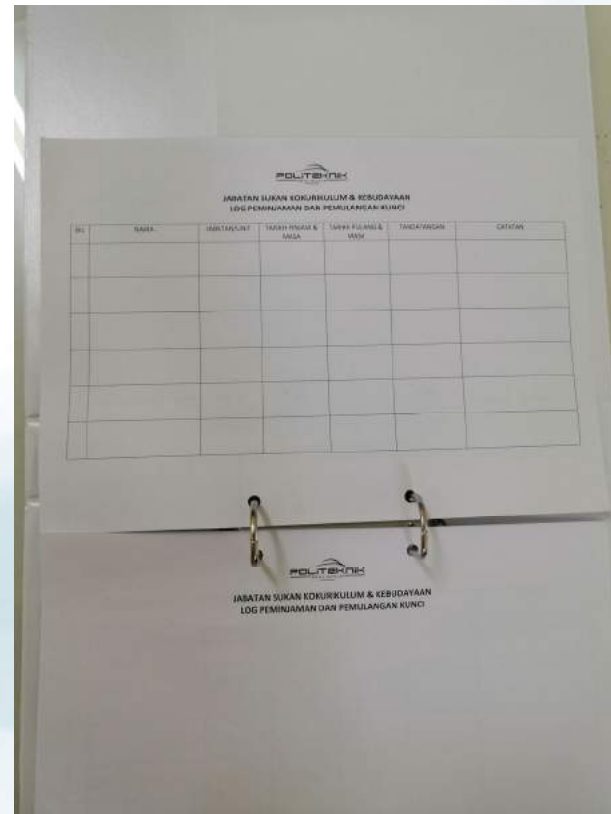 POLITEKNIK
JABATAN SUKAN KOKURIKULUM & KEBUDAYAAN
LOG PEMINJAMAN DAN PEMULANGAN KUNCI
BIL NAMA JABATAN/UNIT TARIKH PINJAM & TARIKH PULANG & TANDATANGAN CATATAN
MASA MASA
POLITEKNIK
JABATAN SUKAN KOKURIKULUM & KEBUDAYAAN
LOG PEMINJAMAN DAN PEMULANGAN KUNCI